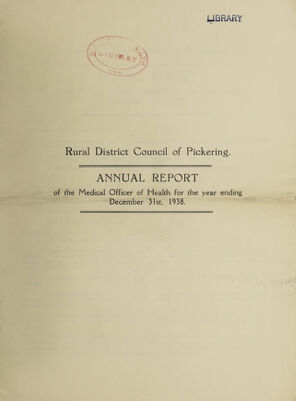 LIBRARY
Rural District Council of Pickering.
ANNUAL REPORT
of the Medical Officer of Health for the year ending
December 31st, 1938.